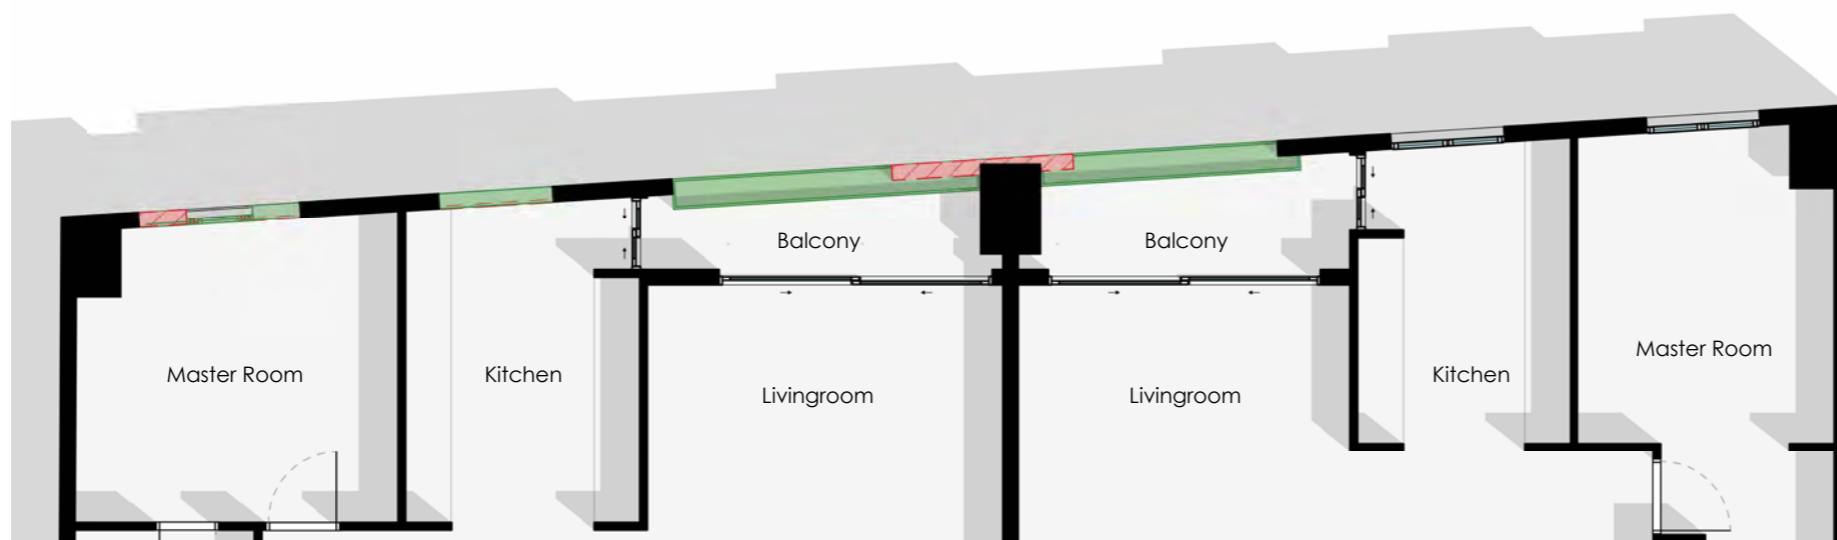 Balcony
Balcony
Master Room
Kitchen
Livingroom
Livingroom
Kitchen
Master Room